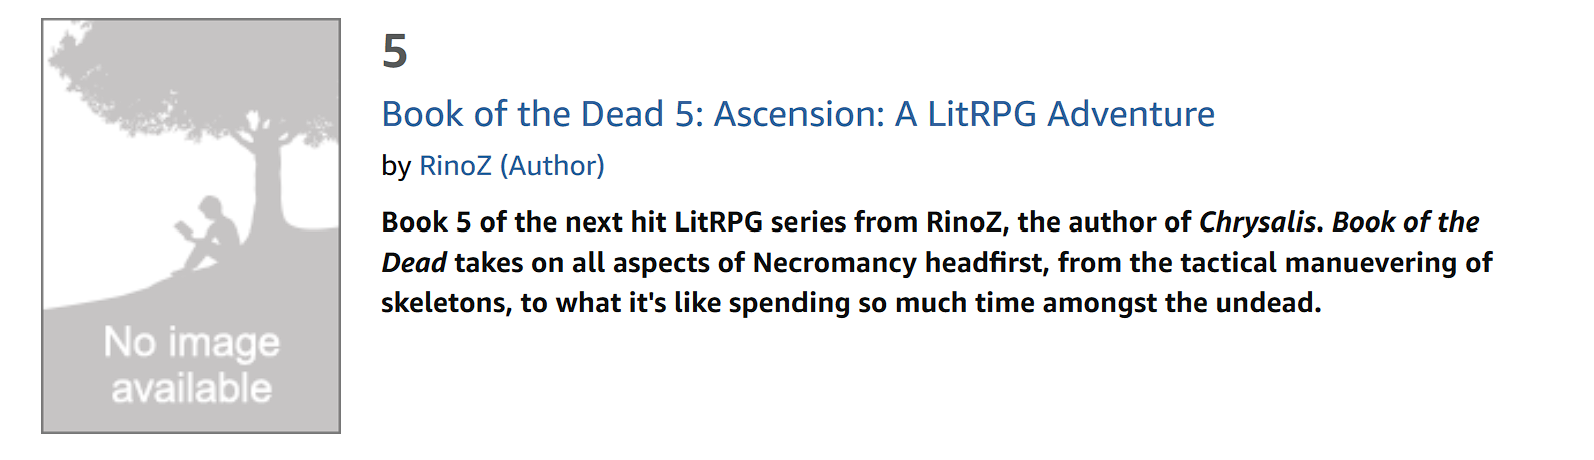 No image
available
5
Book of the Dead 5: Ascension: A LitRPG Adventure
by RinoZ (Author)
Book 5 of the next hit LitRPG series from RinoZ, the author of Chrysalis. Book of the
Dead takes on all aspects of Necromancy headfirst, from the tactical manuevering of
skeletons, to what it's like spending so much time amongst the undead.